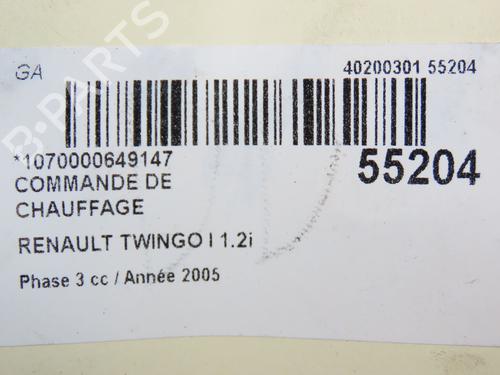 GA
40200301 55204
*1070000649147
55204
COMMANDE DE
CHAUFFAGE
RENAULT TWINGO I 1.2i
Phase 3 cc / Année 2005
B-PARTS